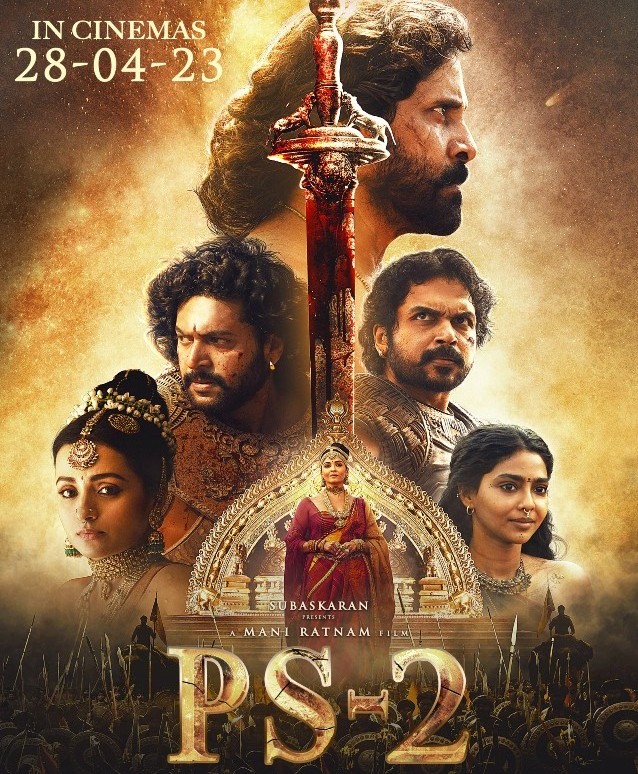 IN CINEMAS
28-04-23
SUBASKARAN
PRESENTS
A MANI RATNAM FILM
PS-2